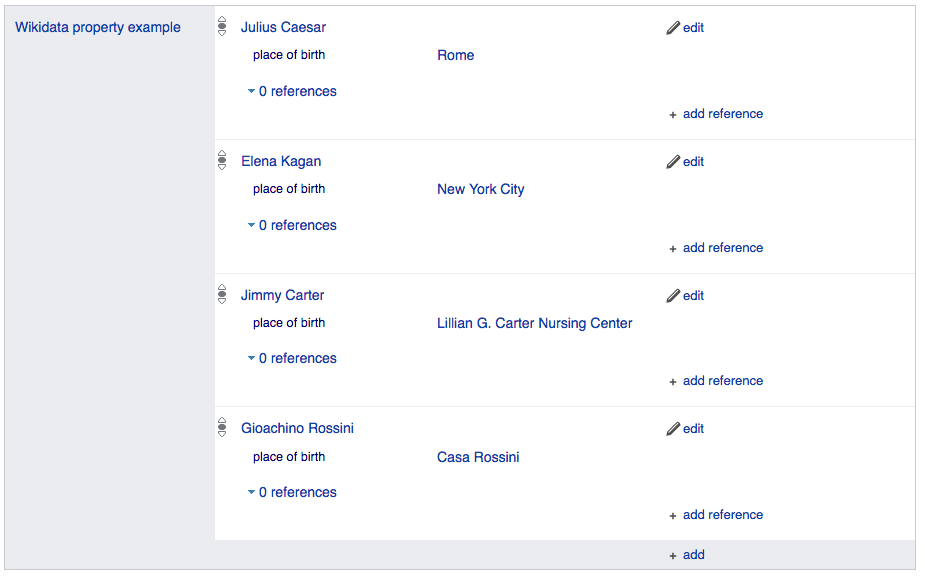 Wikidata property example
Julius Caesar
edit
place of birth
Rome
0 references
+ add reference
Elena Kagan
edit
place of birth
New York City
0 references
+ add reference
Jimmy Carter
edit
place of birth
Lillian G. Carter Nursing Center
0 references
+ add reference
Gioachino Rossini
edit
place of birth
Casa Rossini
0 references
+ add reference
+ add